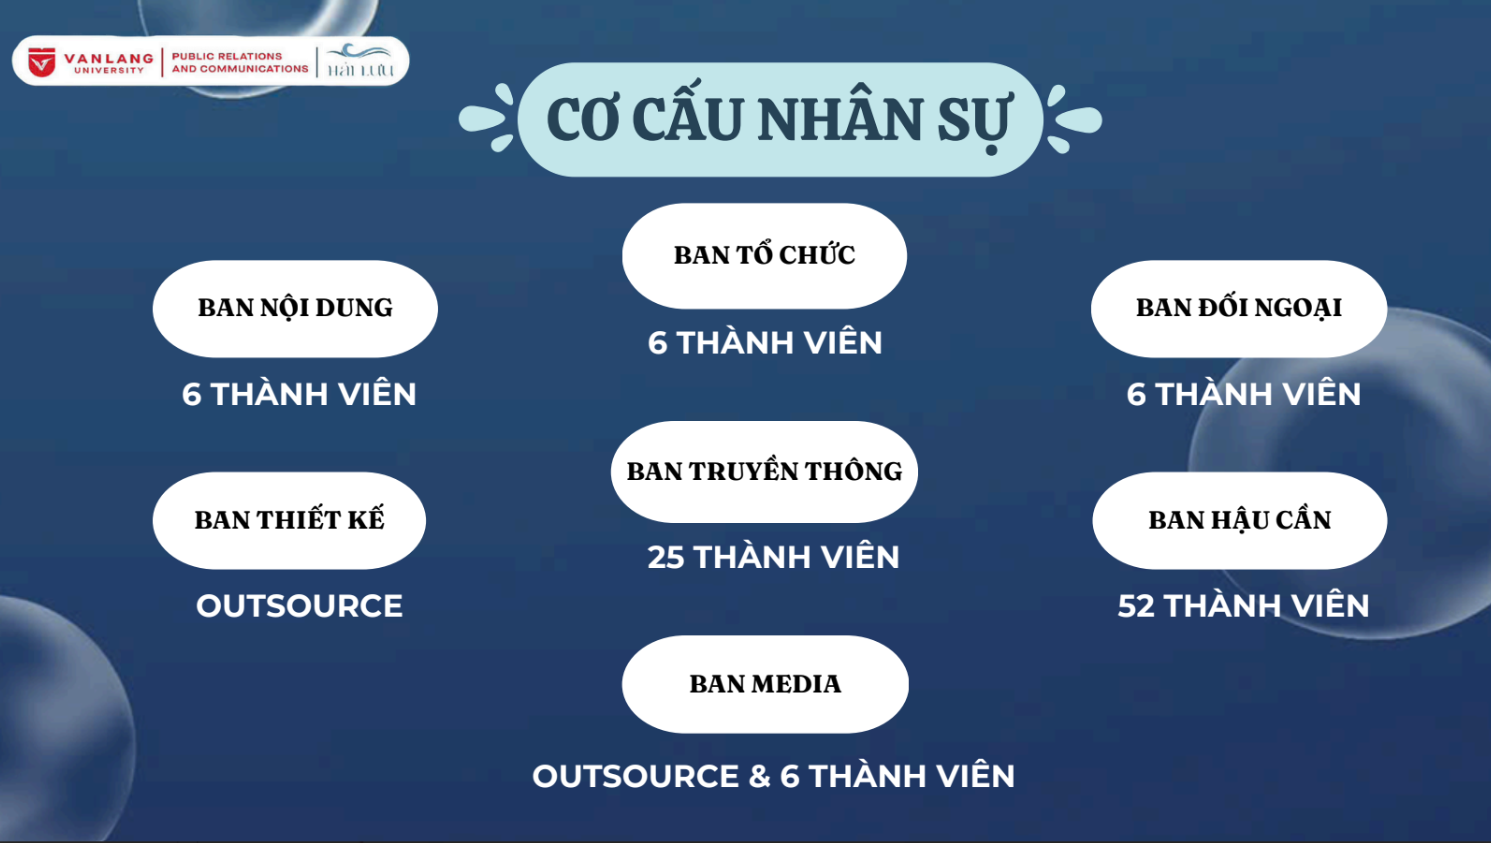 VANLANG
UNIVERSITY
PUBLIC RELATIONS
AND COMMUNICATIONS
HẢI LƯU
CƠ CẤU NHÂN SỰ
BAN TỔ CHỨC
6 THÀNH VIÊN
BAN NỘI DUNG
6 THÀNH VIÊN
BAN ĐỐI NGOẠI
6 THÀNH VIÊN
BAN TRUYỀN THÔNG
25 THÀNH VIÊN
BAN THIẾT KẾ
OUTSOURCE
BAN HẬU CẦN
52 THÀNH VIÊN
BAN MEDIA
OUTSOURCE & 6 THÀNH VIÊN